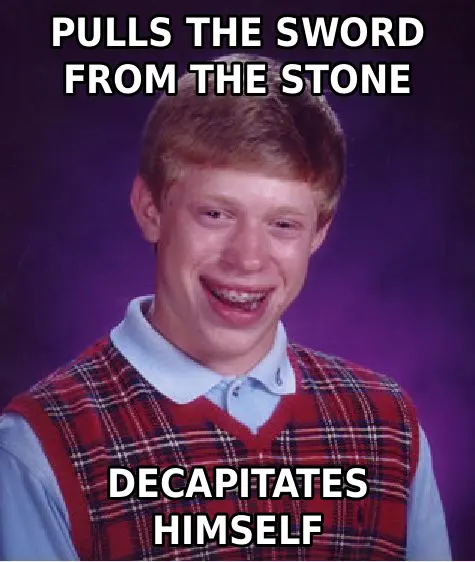 PULLS THE SWORD
FROM THE STONE
DECAPITATES
HIMSELF